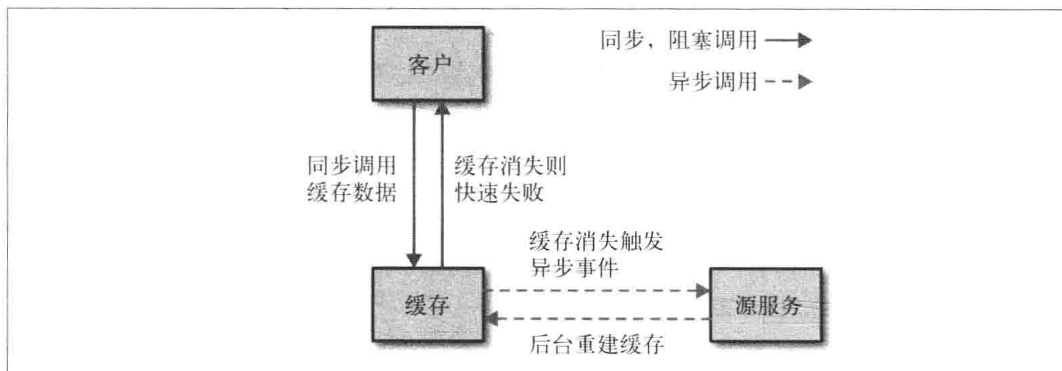 同步，阻塞调用
异步调用
客户
同步调用
缓存数据
缓存消失则
快速失败
缓存消失触发
异步事件
缓存
源服务
后台重建缓存